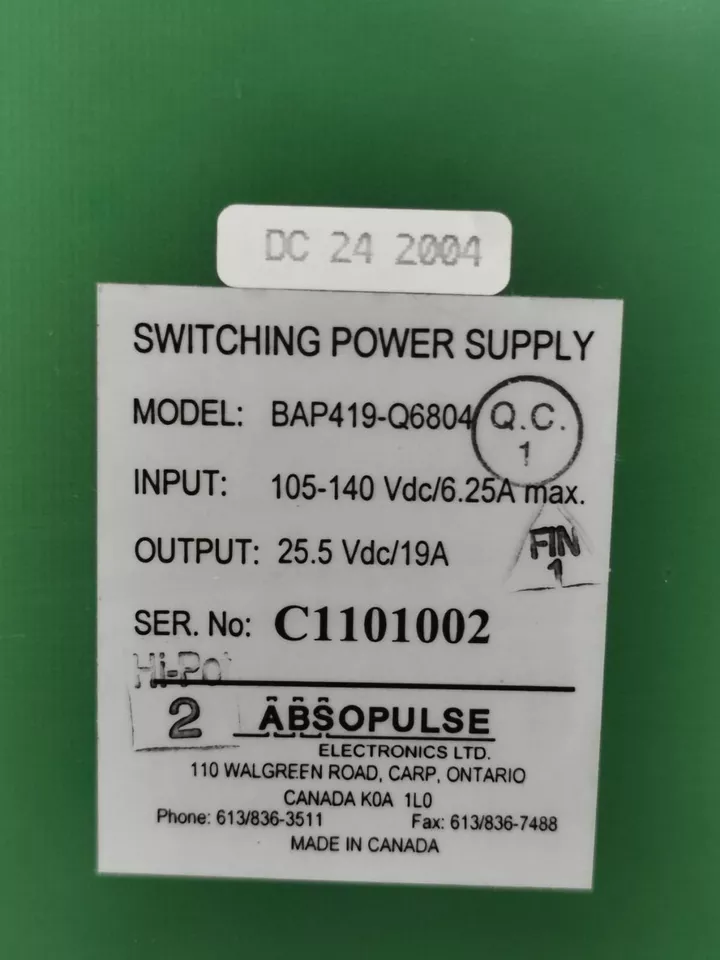 DC 24 2004
SWITCHING POWER SUPPLY
MODEL: BAP419-Q6804
Q.C.
1
INPUT: 105-140 Vdc/6.25A max.
OUTPUT: 25.5 Vdc/19A
FIN
1
SER. No: C1101002
Hi-Pot
2
ABSOPULSE
ELECTRONICS LTD.
110 WALGREEN ROAD, CARP, ONTARIO
CANADA K0A 1L0
Phone: 613/836-3511 Fax: 613/836-7488
MADE IN CANADA